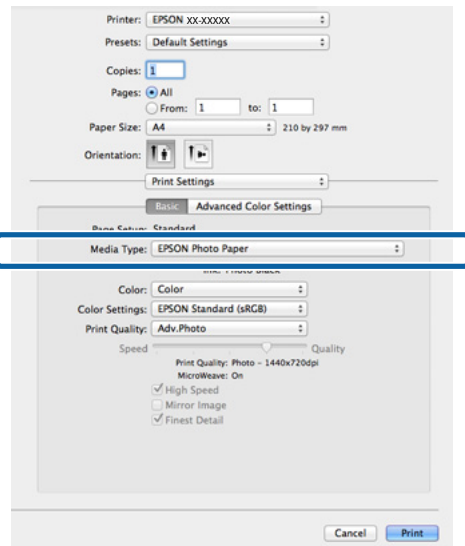 Printer: EPSON XX-XXXXX
Presets: Default Settings
Copies: 1
Pages: All
From: 1 to: 1
Paper Size: A4 210 by 297 mm
Orientation:
Print Settings
Basic Advanced Color Settings
Page Setup: Standard
Media Type: EPSON Photo Paper
Ink: Photo Black
Color: Color
Color Settings: EPSON Standard (sRGB)
Print Quality: Adv.Photo
Speed Quality
Print Quality: Photo - 1440x720dpi
MicroWeave: On
High Speed
Mirror Image
Finest Detail
Cancel Print